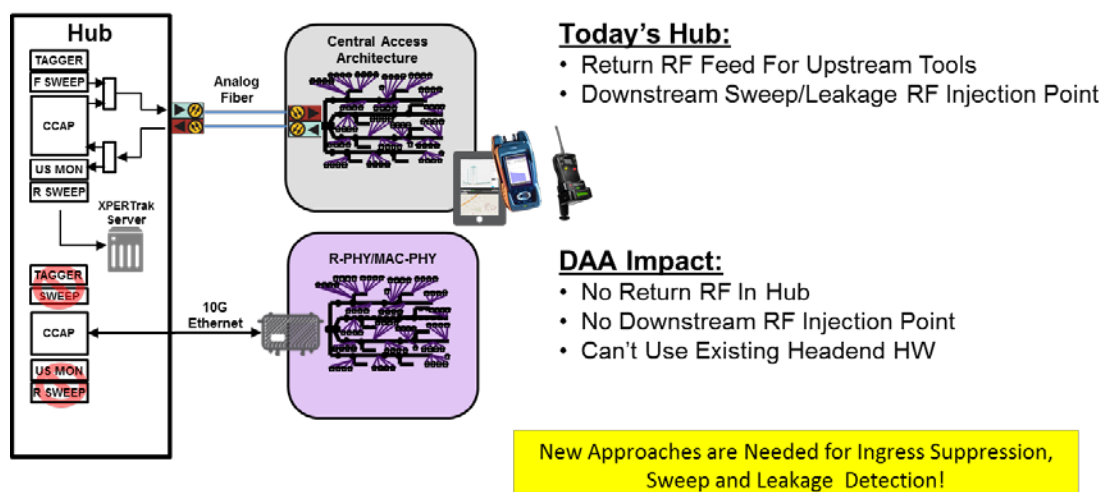 Hub
TAGGER
F SWEEP
CCAP
US MON
R SWEEP
XPERTrak
Server
TAGGER
SWEEP
CCAP
US MON
R SWEEP
Analog
Fiber
10G
Ethernet
Central Access
Architecture
R-PHY/MAC-PHY
Today's Hub:
• Return RF Feed For Upstream Tools
• Downstream Sweep/Leakage RF Injection Point
DAA Impact:
• No Return RF In Hub
• No Downstream RF Injection Point
• Can't Use Existing Headend HW
New Approaches are Needed for Ingress Suppression,
Sweep and Leakage Detection!